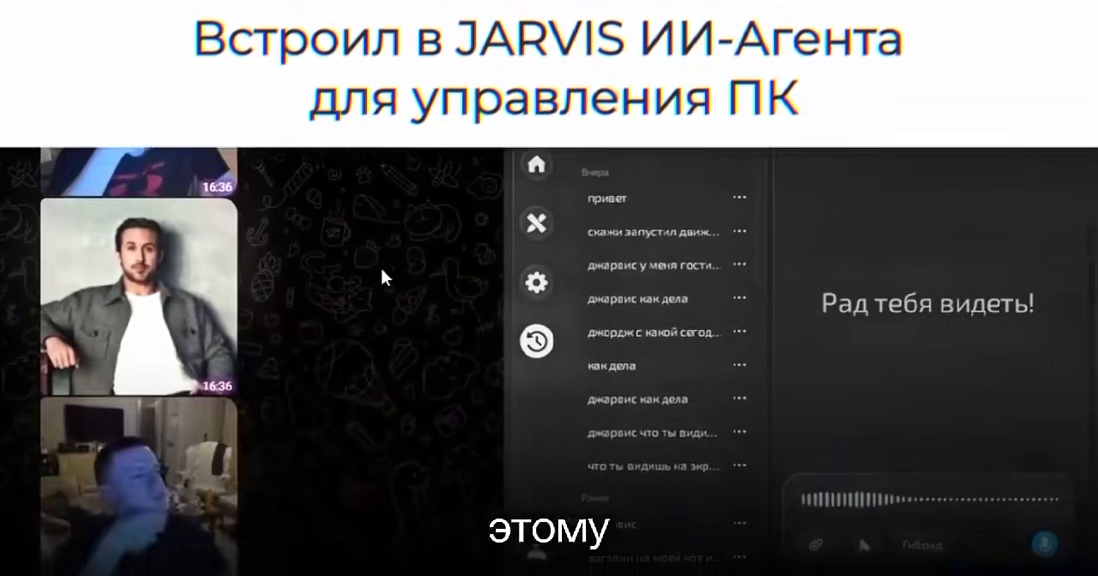 Встроил в JARVIS ИИ-Агента
для управления ПК
16:36
16:36
Вчера
привет
скажи запустил движ...
джарвис у меня гости...
джарвис как дела
джордж с какой сегод...
как дела
джарвис как дела
джарвис что ты види...
что ты видишь на экр...
Ранее
Рад тебя видеть!
Гибрид
этому